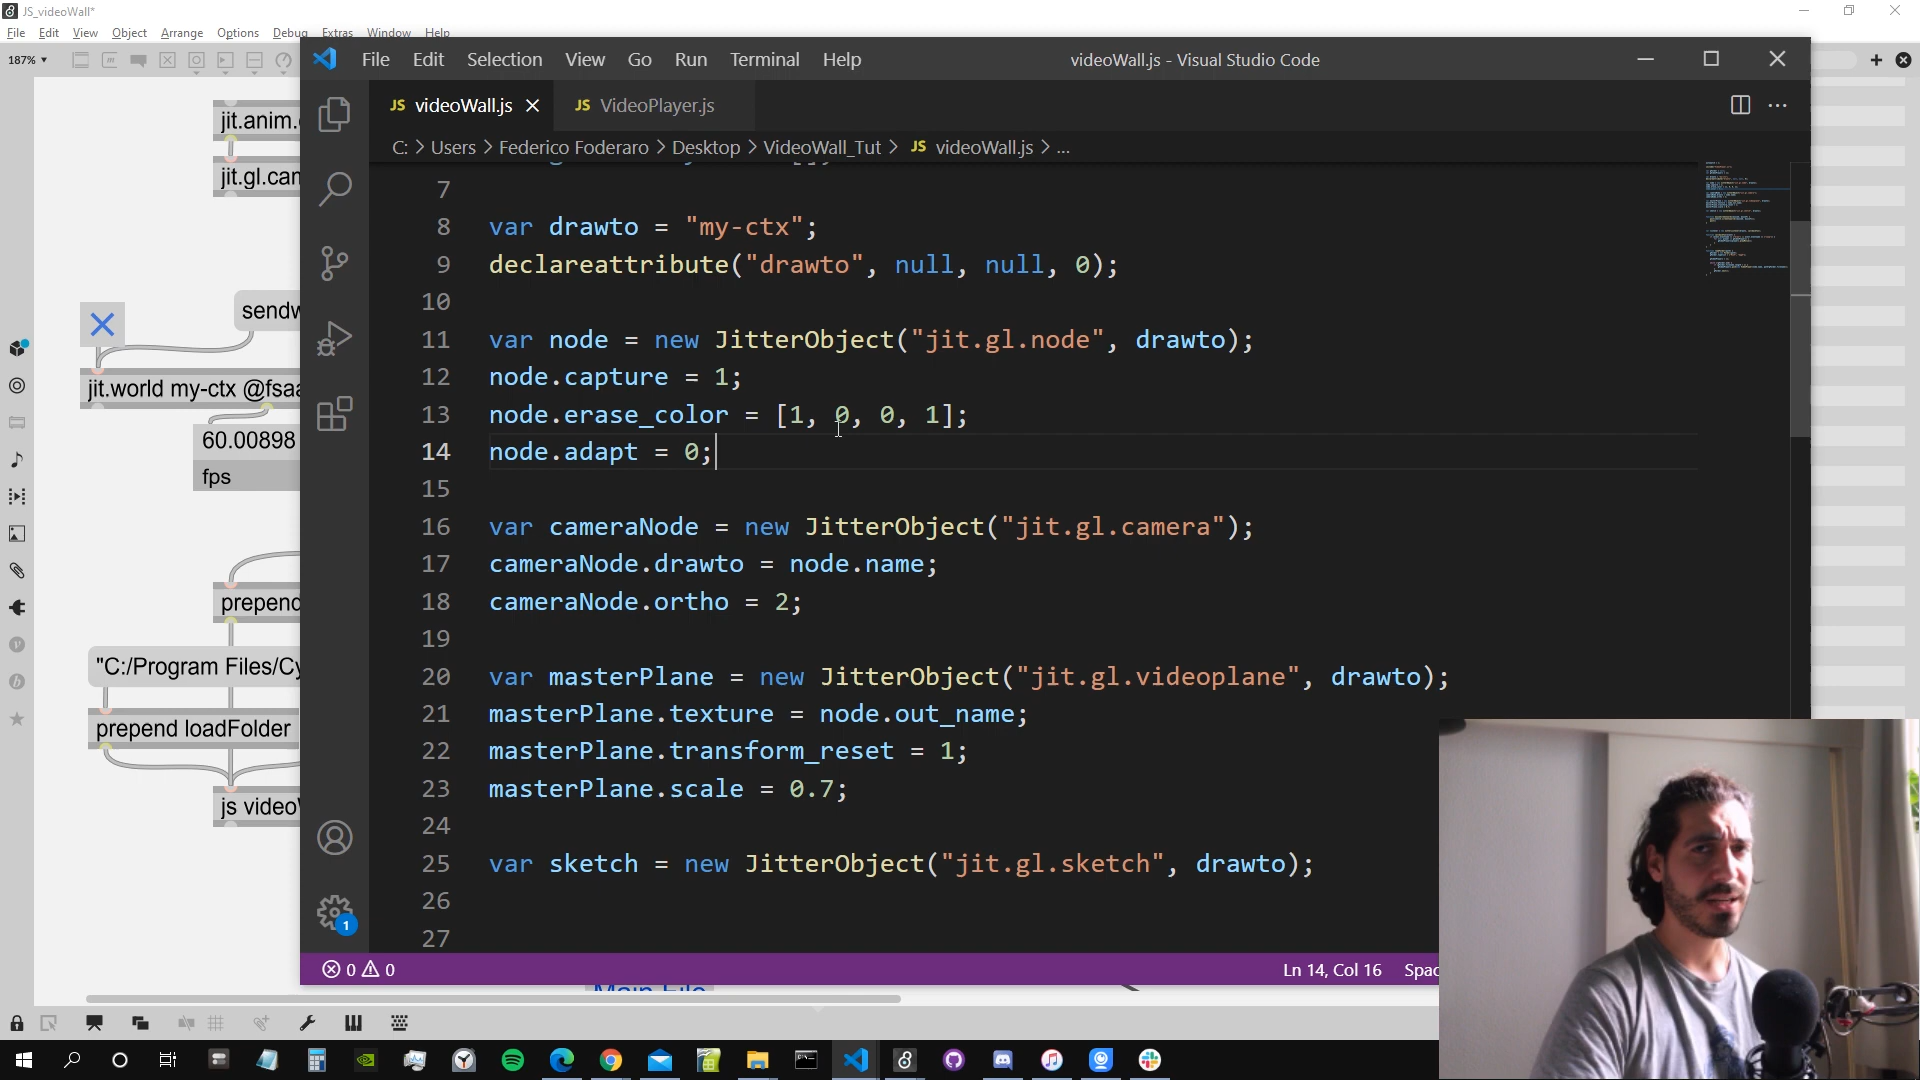 JS_videoWall*
File Edit View Object Arrange Options Debug Extras Window Help
187%
File Edit Selection View Go Run Terminal Help
videoWall.js - Visual Studio Code
JS videoWall.js
JS VideoPlayer.js
C: > Users > Federico Foderaro > Desktop > VideoWall_Tut > JS videoWall.js > ...
7
8 var drawto = "my-ctx";
9 declareattribute("drawto", null, null, 0);
10
11 var node = new JitterObject("jit.gl.node", drawto);
12 node.capture = 1;
13 node.erase_color = [1, 0, 0, 1];
14 node.adapt = 0;
15
16 var cameraNode = new JitterObject("jit.gl.camera");
17 cameraNode.drawto = node.name;
18 cameraNode.ortho = 2;
19
20 var masterPlane = new JitterObject("jit.gl.videoplane", drawto);
21 masterPlane.texture = node.out_name;
22 masterPlane.transform_reset = 1;
23 masterPlane.scale = 0.7;
24
25 var sketch = new JitterObject("jit.gl.sketch", drawto);
26
27
jit.anim.
jit.gl.cam
sendw
jit.world my-ctx @fsaa
60.00898
fps
prepend
"C:/Program Files/Cy
prepend loadFolder
js videoW
1
0 0
Ln 14, Col 16
Spac
Main File